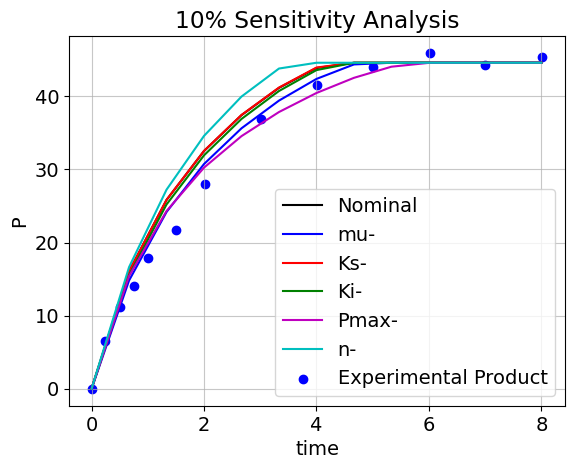 10% Sensitivity Analysis
P
40
30
20
10
0
0 2 4 6 8
time
Nominal
mu-
Ks-
Ki-
Pmax-
n-
Experimental Product